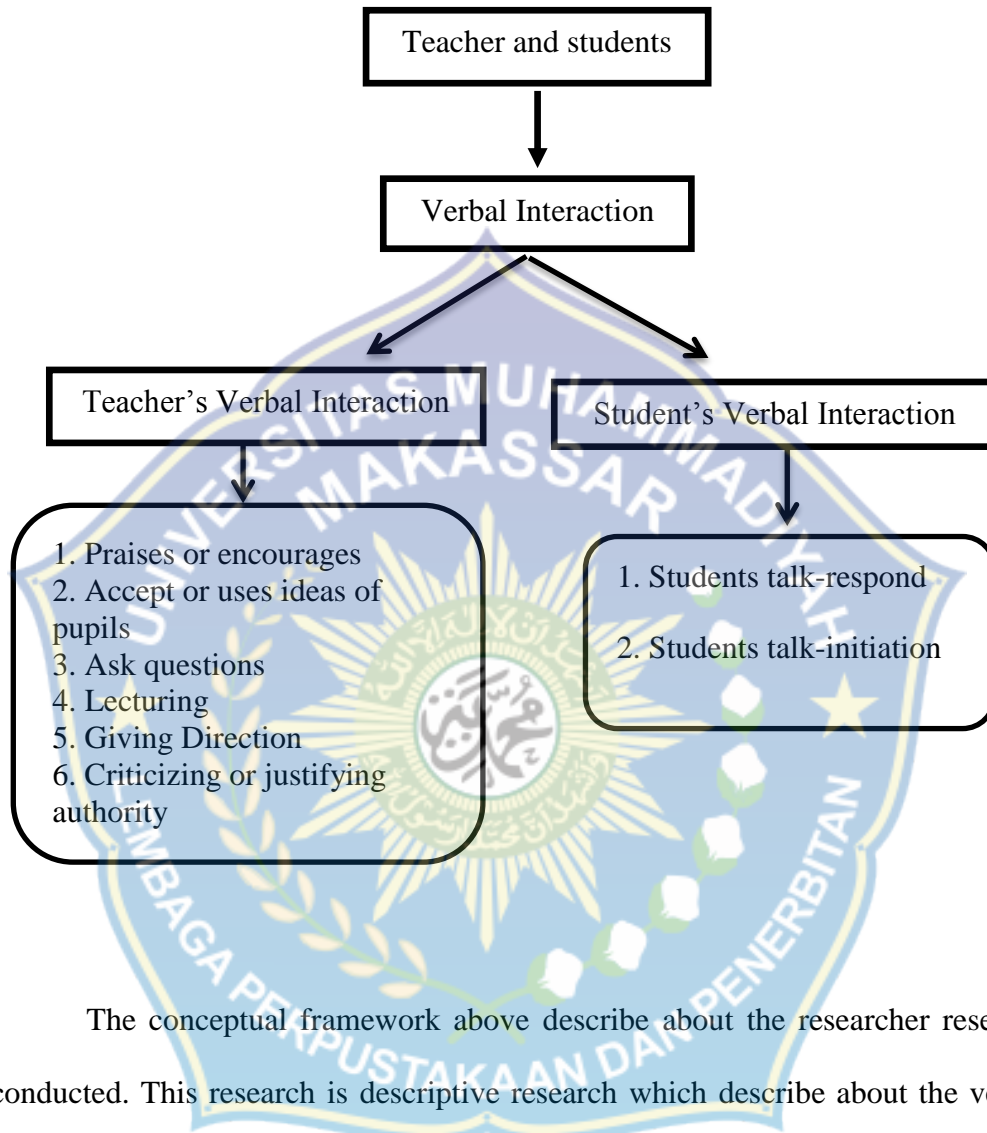 Teacher and students
Verbal Interaction
Teacher's Verbal Interaction
Student's Verbal Interaction
1. Praises or encourages
2. Accept or uses ideas of
pupils
3. Ask questions
4. Lecturing
5. Giving Direction
6. Criticizing or justifying
authority
1. Students talk-respond
2. Students talk-initiation
UNIVERSITAS MUHAMMADIYAH
MAKASSAR
LEMBAGA PERPUSTAKAAN DAN PENERBITAN
The conceptual framework above describe about the researcher
conducted. This research is descriptive research which describe about the